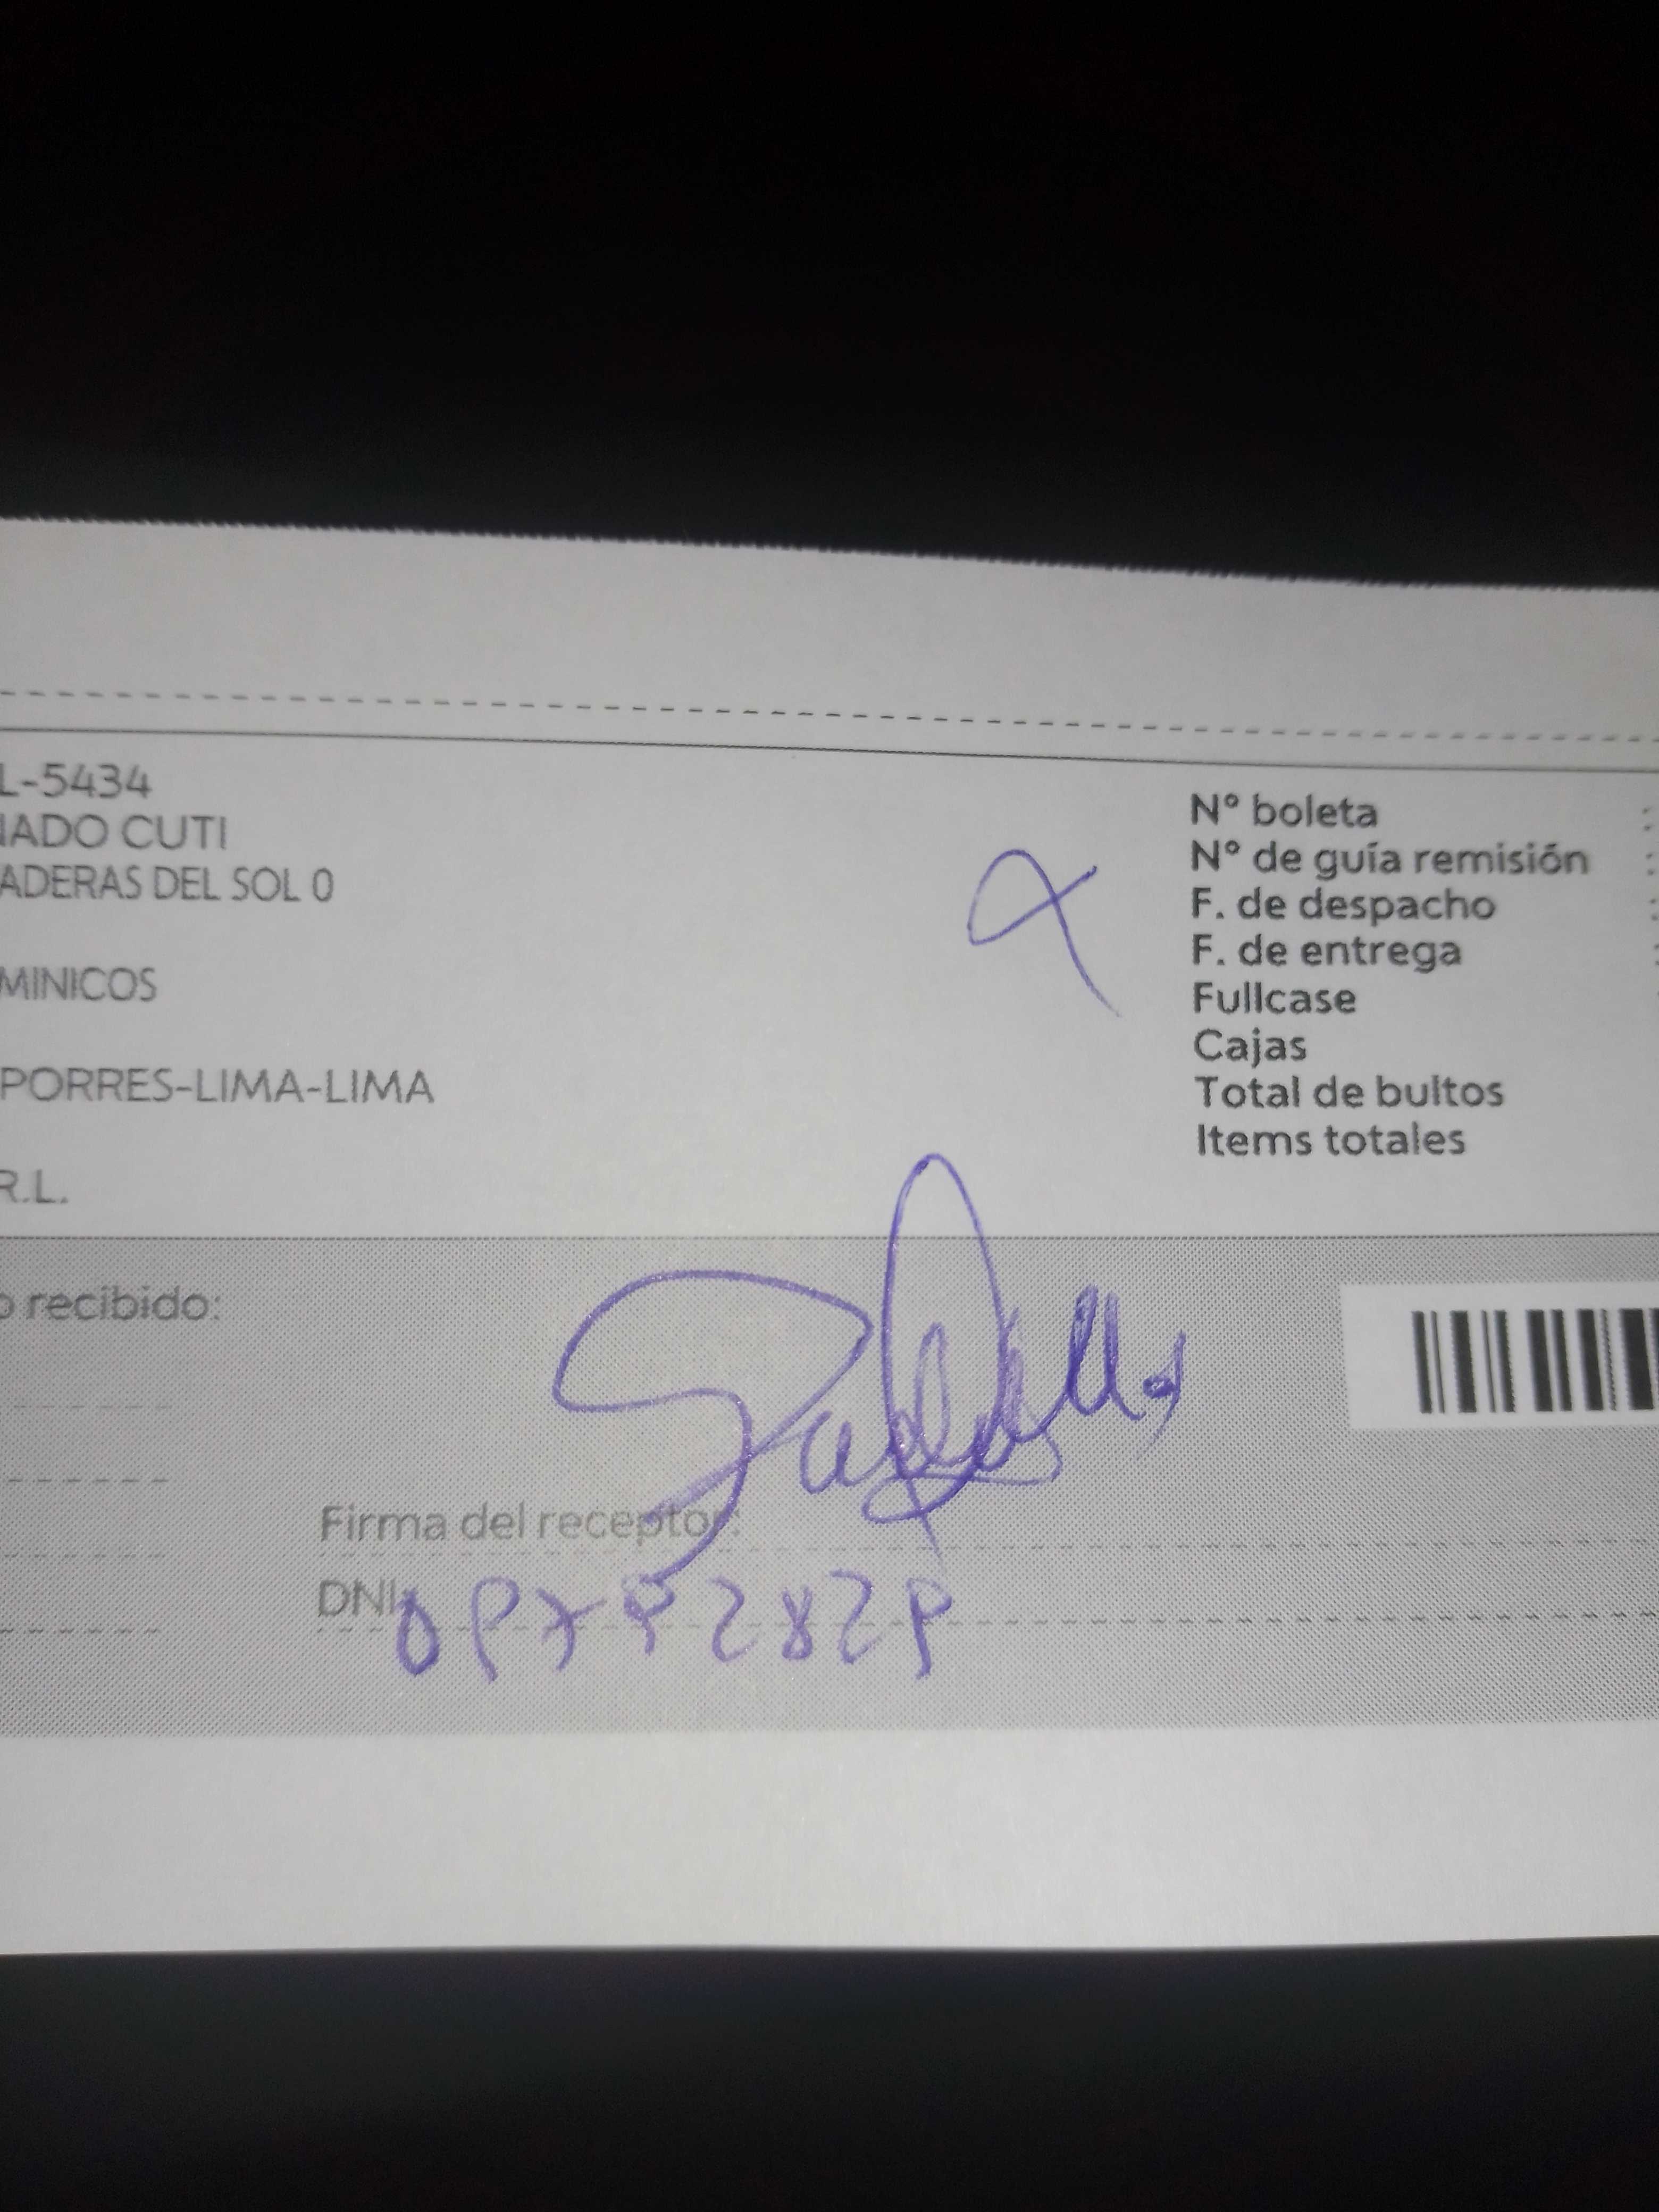 L-5434
NADO CUTI
ADERAS DEL SOL 0
MINICOS
PORRES-LIMA-LIMA
R.L.
N° boleta :
N° de guía remisión :
F. de despacho :
F. de entrega :
Fullcase
Cajas
Total de bultos
Items totales
o recibido:
Firma del receptor:
DNI